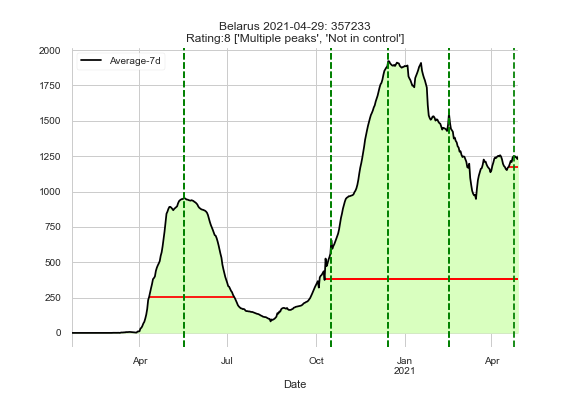 Belarus 2021-04-29: 357233
Rating:8 ['Multiple peaks', 'Not in control']
2000
1750
1500
1250
1000
750
500
250
0
Average-7d
Apr
Jul
Oct
Jan
2021
Apr
Date